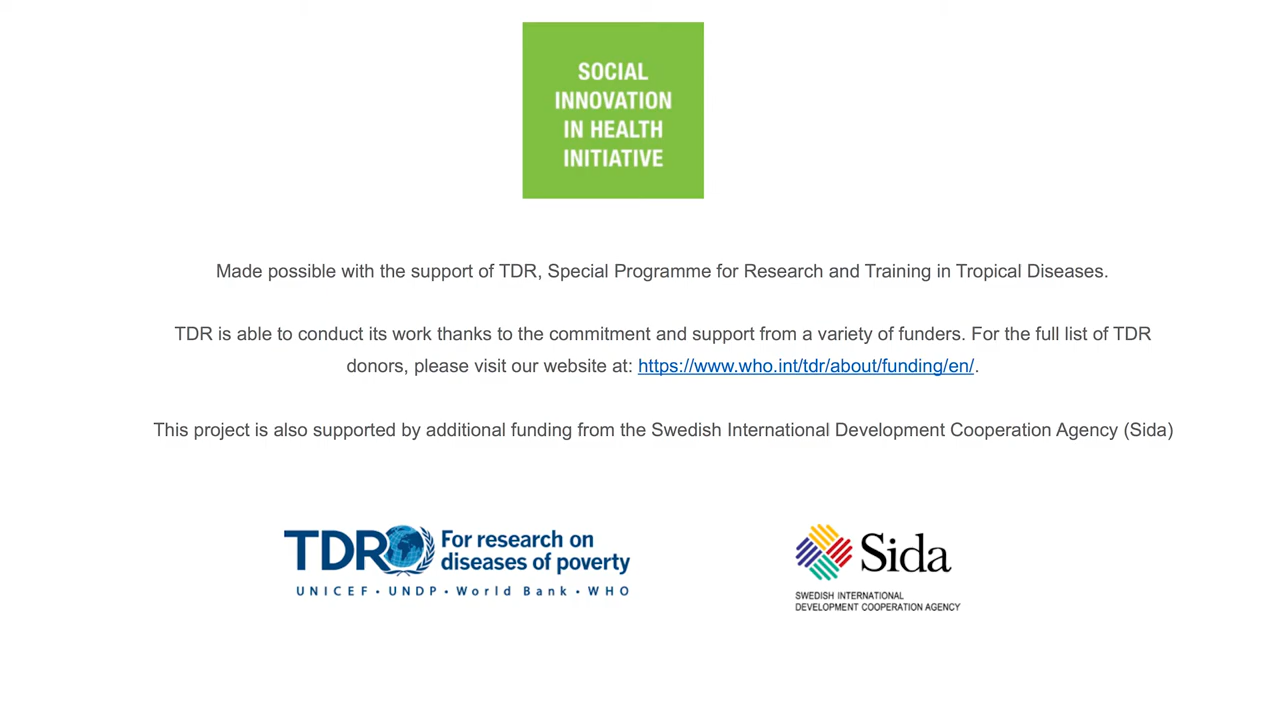 SOCIAL
INNOVATION
IN HEALTH
INITIATIVE
Made possible with the support of TDR, Special Programme for Research and Training in Tropical Diseases.
TDR is able to conduct its work thanks to the commitment and support from a variety of funders. For the full list of TDR
donors, please visit our website at: https://www.who.int/tdr/about/funding/en/.
This project is also supported by additional funding from the Swedish International Development Cooperation Agency (Sida)
TDR For research on
diseases of poverty
UNICEF • UNDP • World Bank • WHO
Sida
SWEDISH INTERNATIONAL
DEVELOPMENT COOPERATION AGENCY